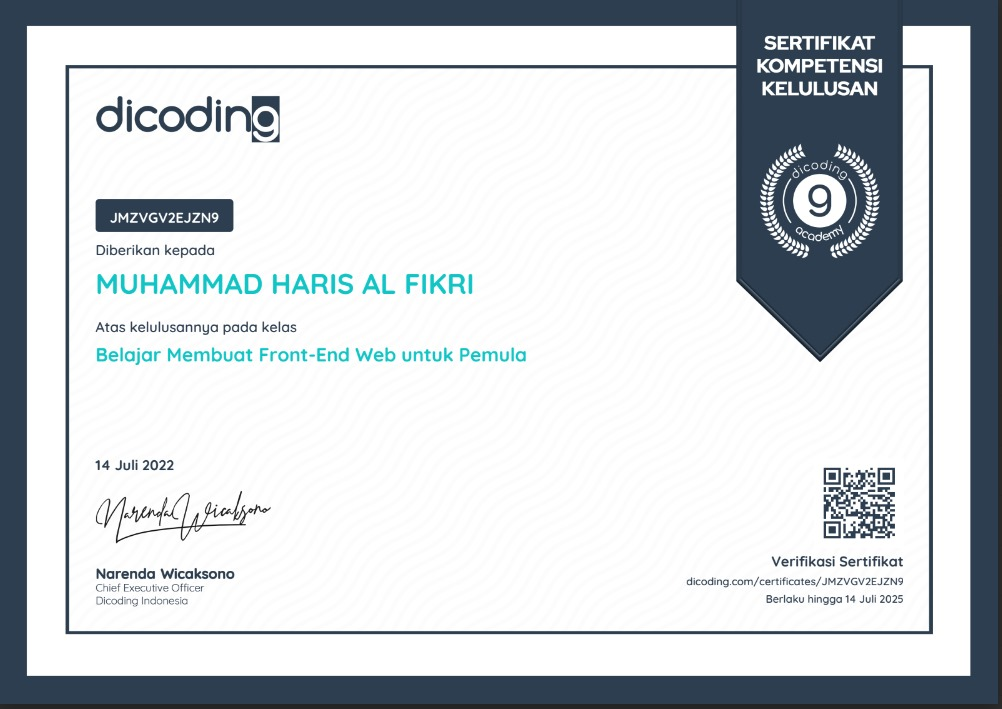 SERTIFIKAT
KOMPETENSI
KELULUSAN
dicoding
dicoding
9
academy
JMZVGV2EJZN9
Diberikan kepada
MUHAMMAD HARIS AL FIKRI
Atas kelulusannya pada kelas
Belajar Membuat Front-End Web untuk Pemula
14 Juli 2022
Narenda Wicaksono
Narenda Wicaksono
Chief Executive Officer
Dicoding Indonesia
Verifikasi Sertifikat
dicoding.com/certificates/JMZVGV2EJZN9
Berlaku hingga 14 Juli 2025